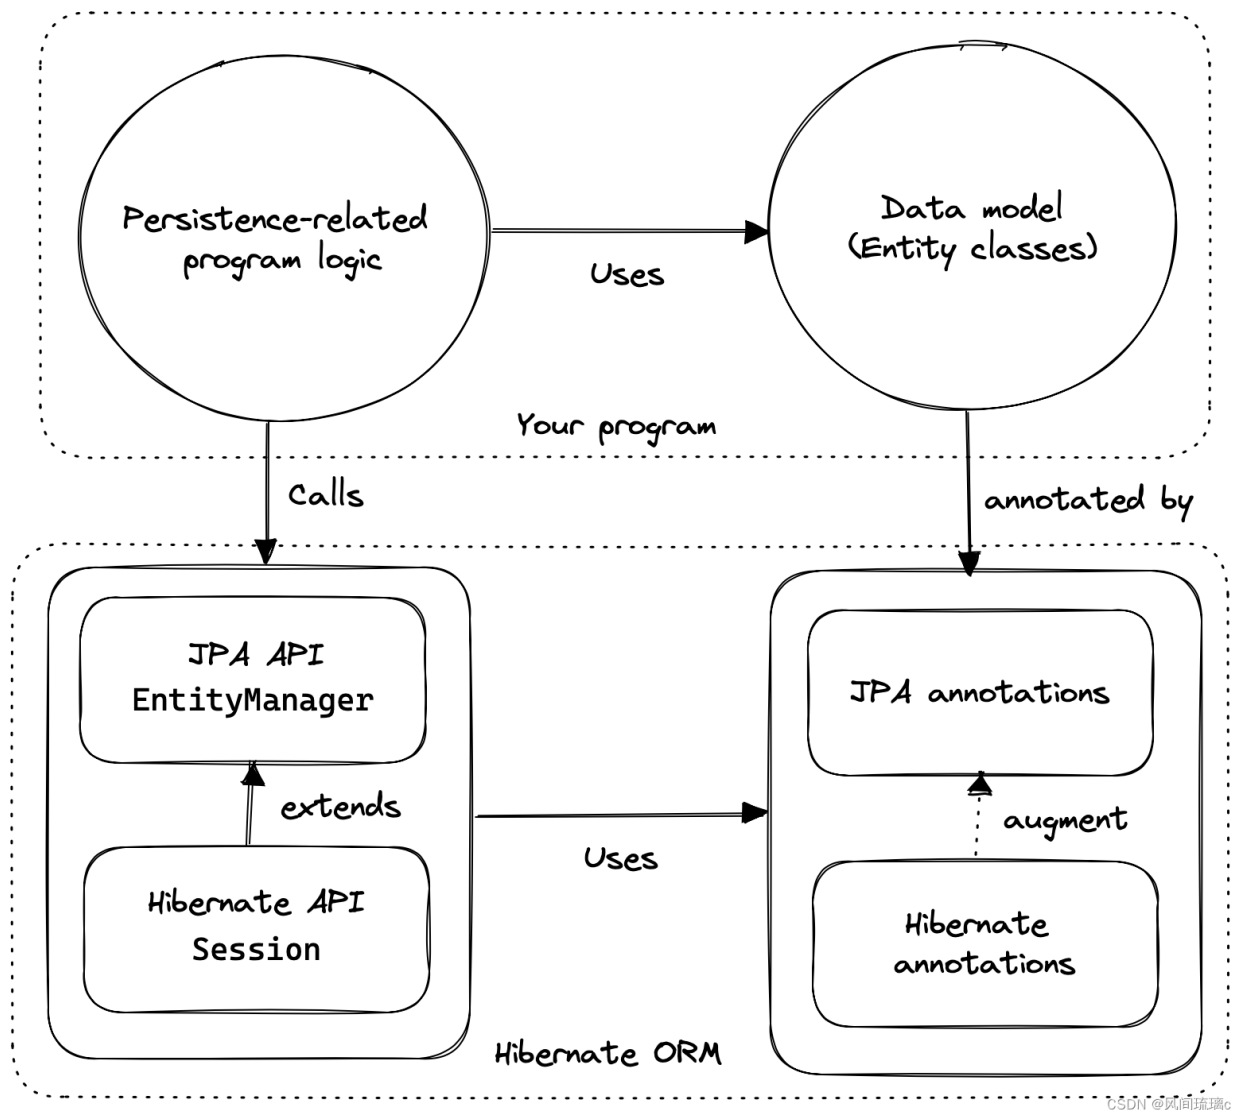 Persistence-related
program logic
Uses
Data model
(Entity classes)
Your program
Calls
annotated by
JPA API
EntityManager
extends
Hibernate API
Session
Uses
JPA annotations
augment
Hibernate
annotations
Hibernate ORM
CSDN @风间琉璃c